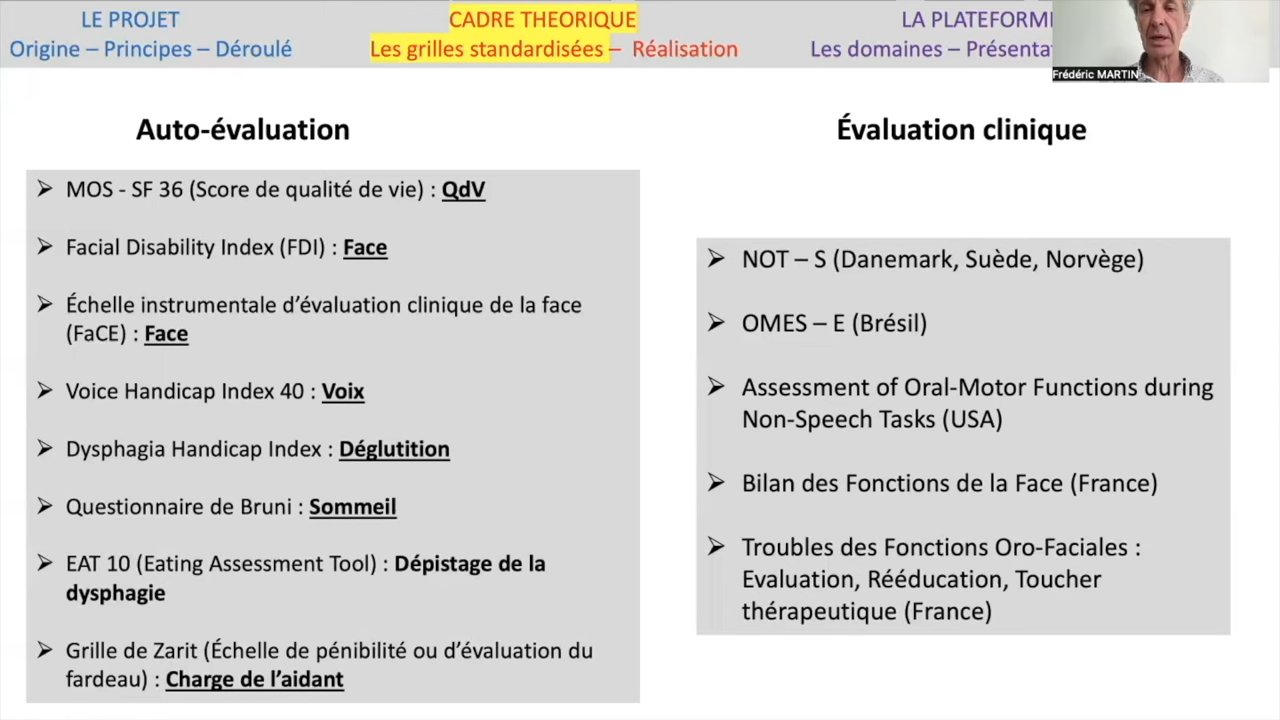 LE PROJET
Origine – Principes – Déroulé
CADRE THEORIQUE
Les grilles standardisées – Réalisation
LA PLATEFORME
Les domaines –
Frédéric MARTIN
Auto-évaluation
➢ MOS - SF 36 (Score de qualité de vie) : QdV
➢ Facial Disability Index (FDI) : Face
➢ Échelle instrumentale d’évaluation clinique de la face
(FaCE) : Face
➢ Voice Handicap Index 40 : Voix
➢ Dysphagia Handicap Index : Déglutition
➢ Questionnaire de Bruni : Sommeil
➢ EAT 10 (Eating Assessment Tool) : Dépistage de la
dysphagie
➢ Grille de Zarit (Échelle de pénibilité ou d’évaluation du
fardeau) : Charge de l’aidant
Évaluation clinique
➢ NOT – S (Danemark, Suède, Norvège)
➢ OMES – E (Brésil)
➢ Assessment of Oral-Motor Functions during
Non-Speech Tasks (USA)
➢ Bilan des Fonctions de la Face (France)
➢ Troubles des Fonctions Oro-Faciales :
Evaluation, Rééducation, Toucher
thérapeutique (France)